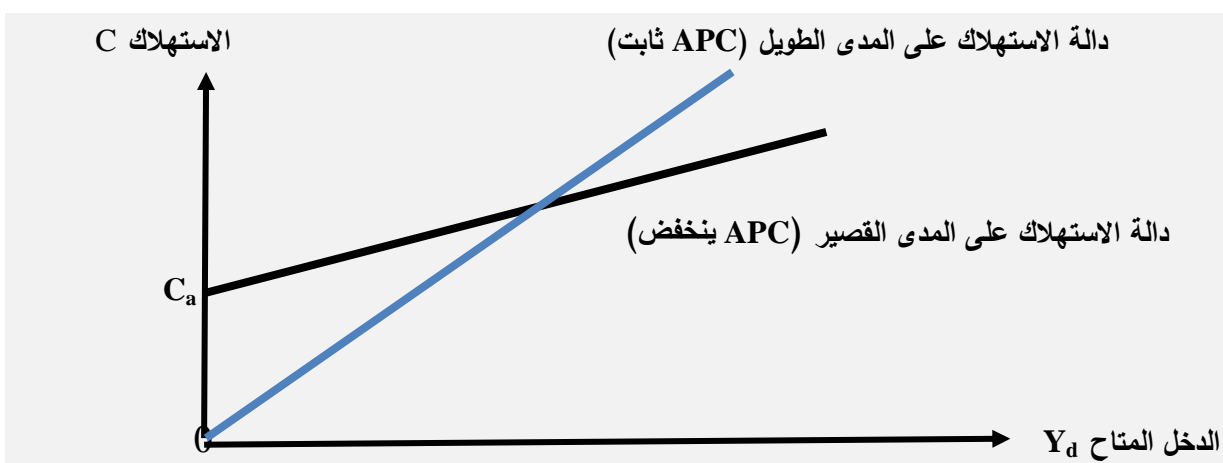 الاستهلاك C
دالة الاستهلاك على المدى الطويل (APC ثابت)
دالة الاستهلاك على المدى القصير (APC ينخفض)
Ca
0
الدخل المتاح Yd